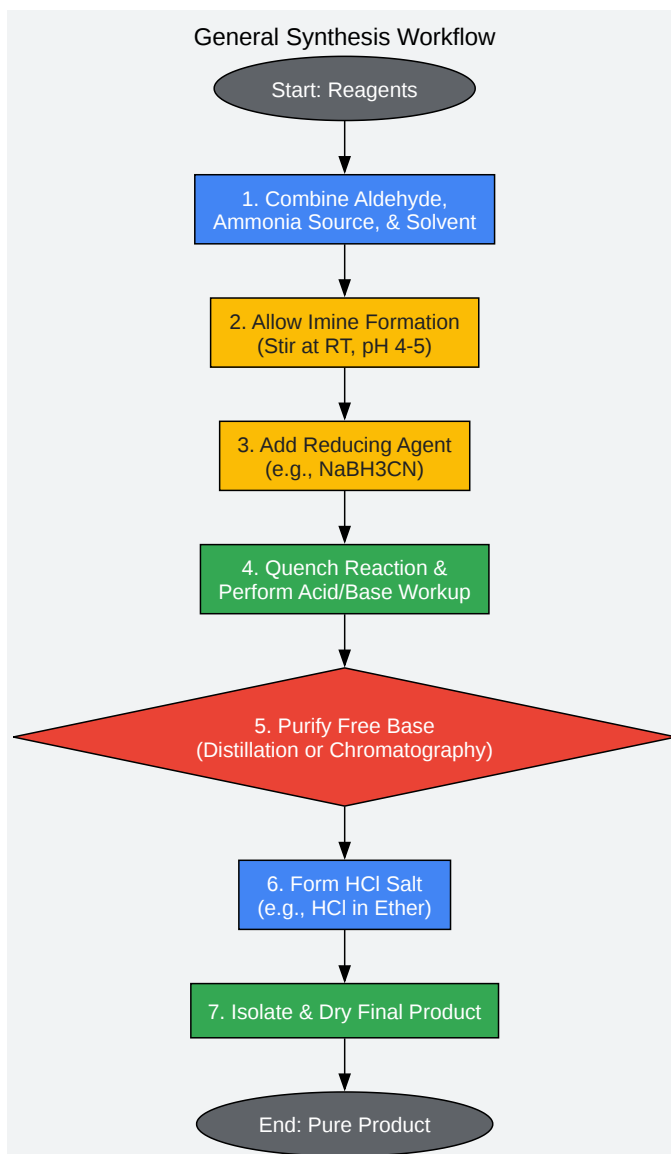 General Synthesis Workflow
Start: Reagents
1. Combine Aldehyde,
Ammonia Source, & Solvent
2. Allow Imine Formation
(Stir at RT, pH 4-5)
3. Add Reducing Agent
(e.g., NaBH3CN)
4. Quench Reaction &
Perform Acid/Base Workup
5. Purify Free Base
(Distillation or Chromatography)
6. Form HCl Salt
(e.g., HCl in Ether)
7. Isolate & Dry Final Product
End: Pure Product